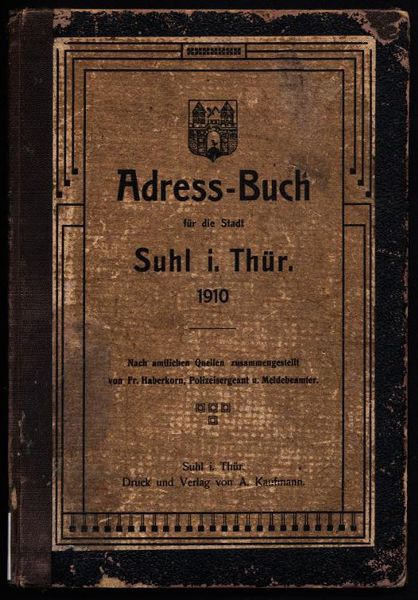 Adress-Buch
für die Stadt
Suhl i. Thür.
1910
Nach amtlichen Quellen zusammengestellt
von Fr. Haberkorn, Polizeisergeant u. Meldebeamter.
Suhl i. Thür.
Druck und Verlag von A. Kaufmann.